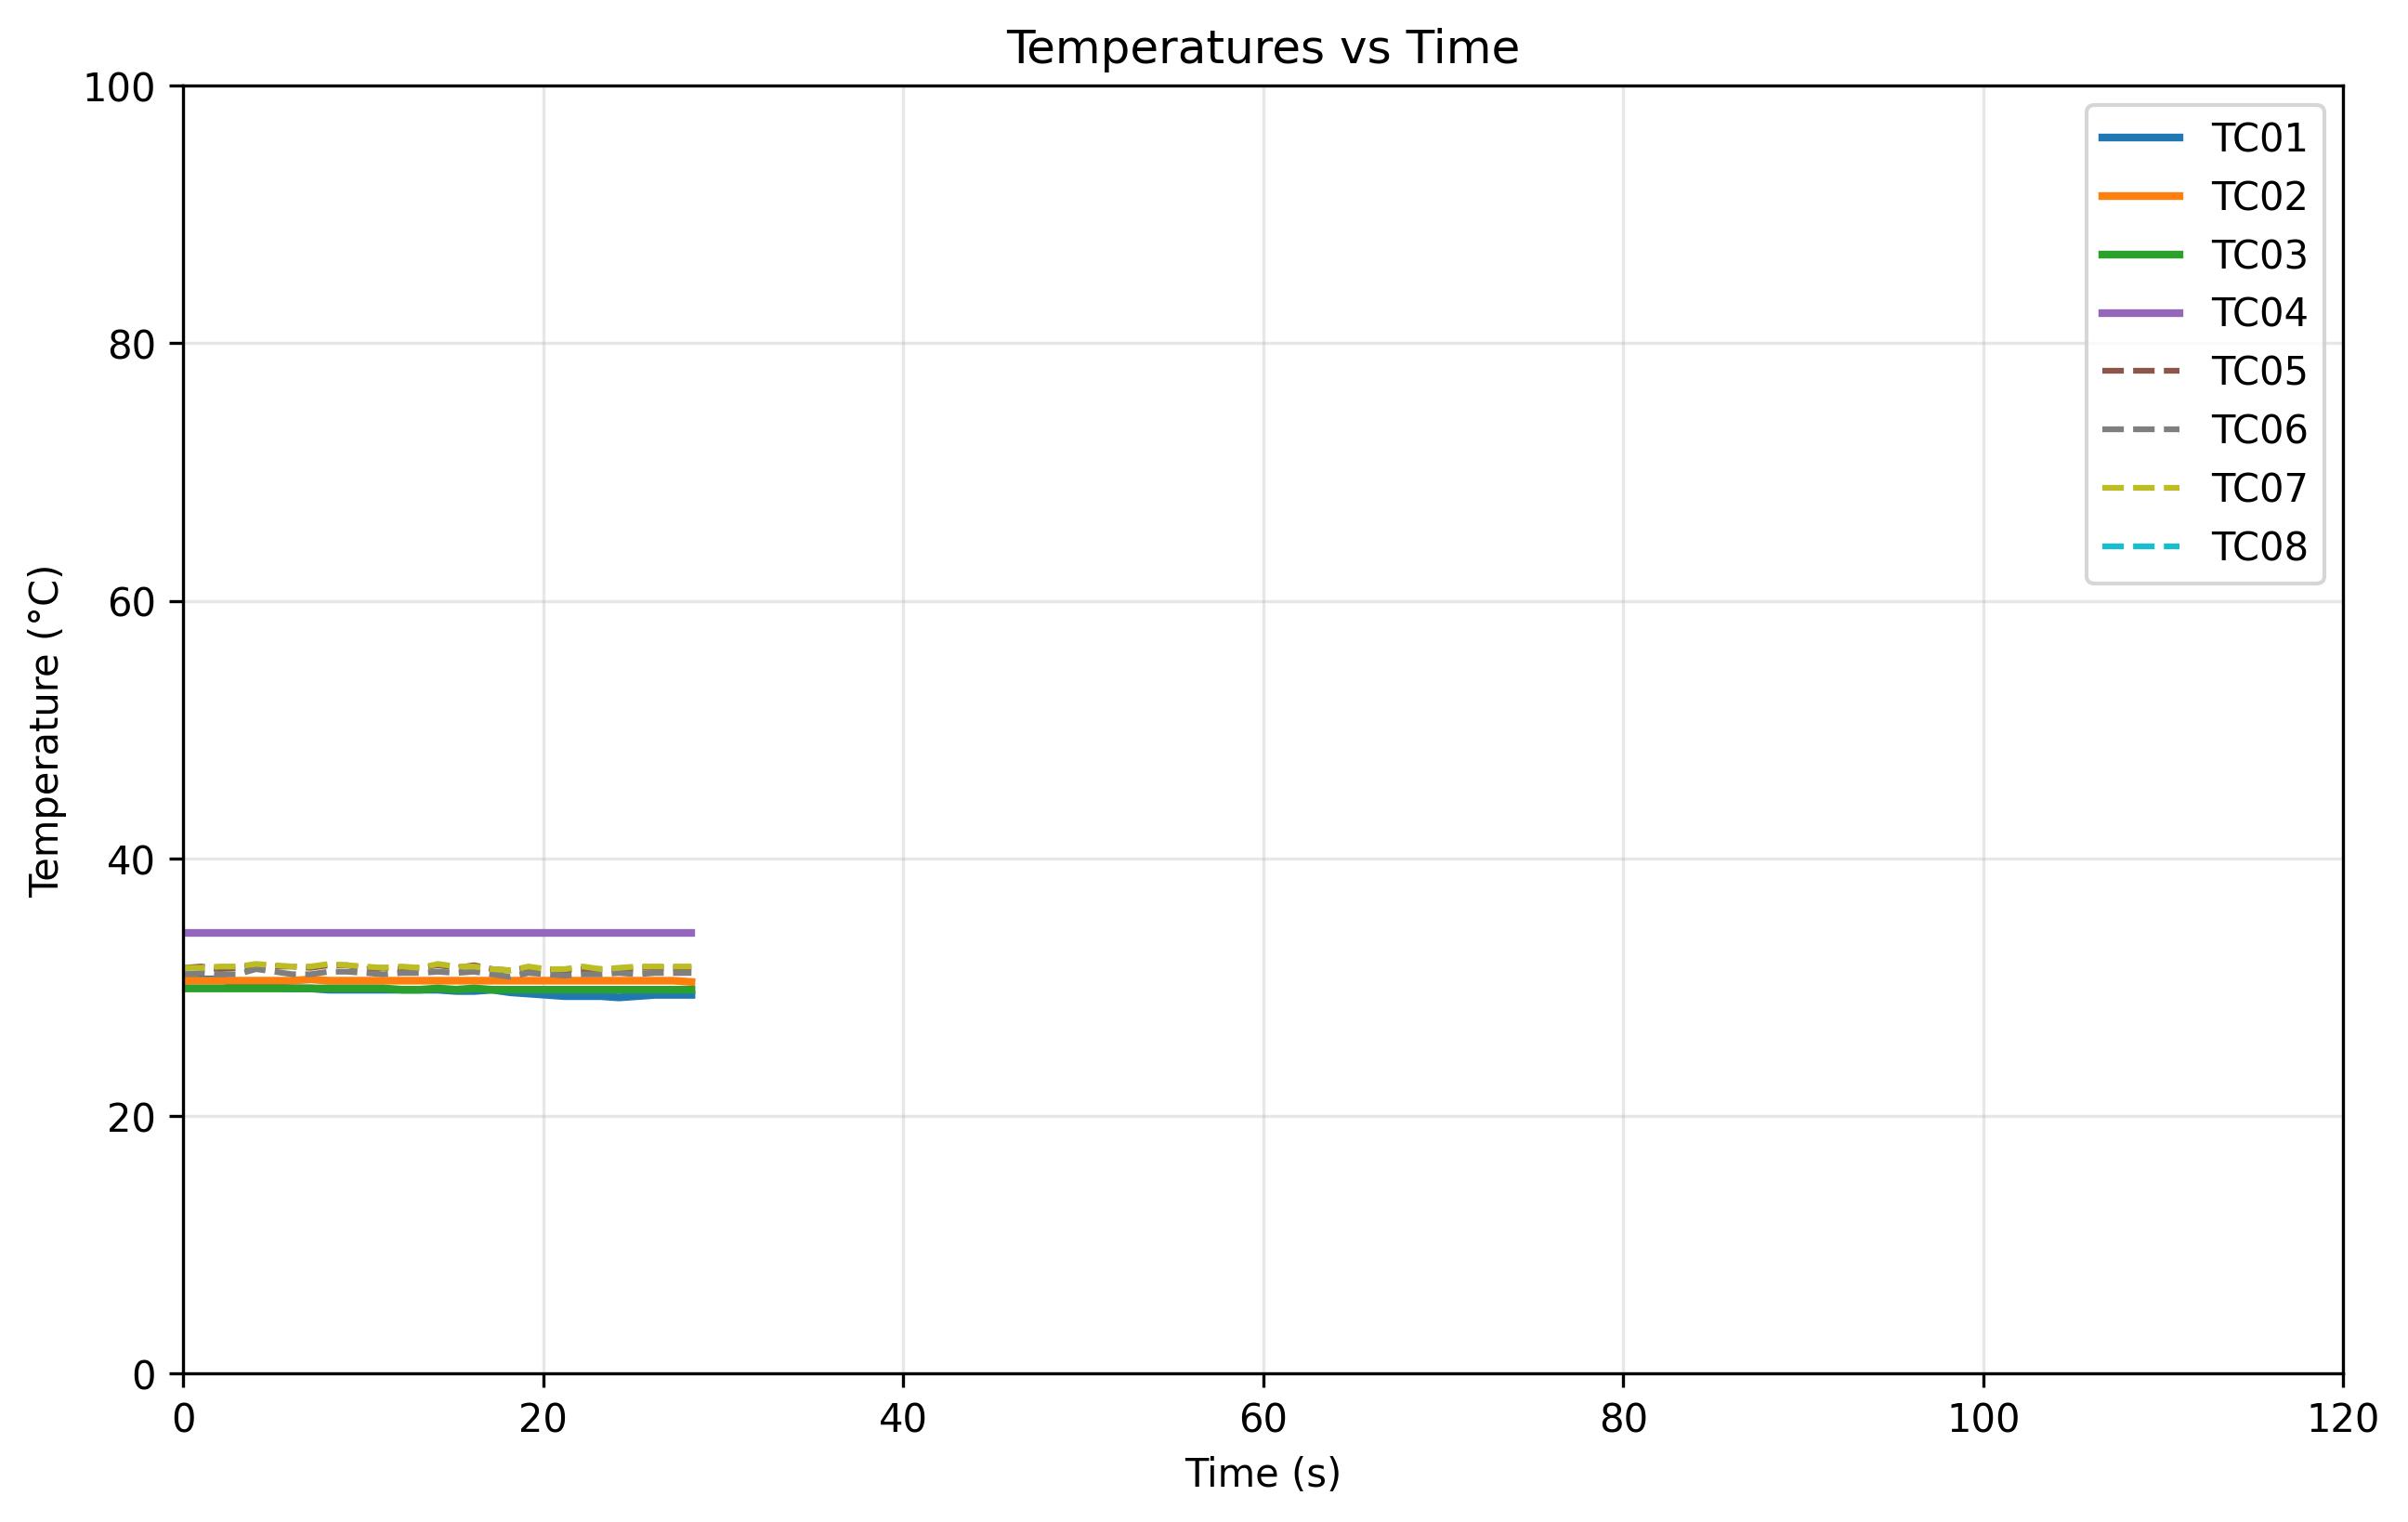 Temperatures vs Time
100
80
60
40
20
0
Temperature (°C)
TC01
TC02
TC03
TC04
TC05
TC06
TC07
TC08
0 20 40 60 80 100 120
Time (s)